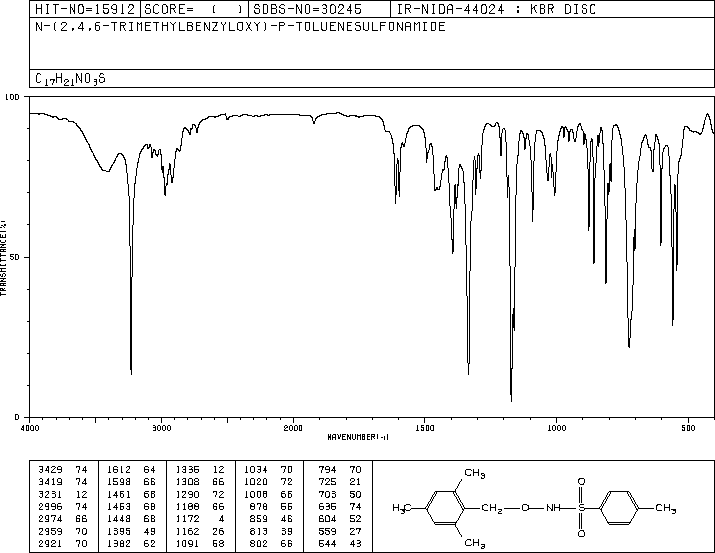 HIT-NO=15912 SCORE= ( ) SDBS-NO=30245 IR-NIDA-44024 : KBR DISC
N-(2,4,6-TRIMETHYLBENZYLOXY)-P-TOLUENESULFONAMIDE
C17H21NO3S
100
50
0
TRANSMITTANCE(%)
4000 3000 2000 1500 1000 500
WAVENUMBER(-1)
3429 74 1612 64 1336 12 1034 70 794 70
3419 74 1598 66 1308 66 1020 72 725 21
3231 12 1461 68 1290 72 1008 66 703 50
2996 74 1453 68 1188 66 878 55 635 74
2974 66 1448 68 1172 4 859 46 604 52
2959 70 1395 49 1162 26 813 39 559 27
2921 70 1382 62 1091 58 802 66 544 43
CH3
H3C
CH3
CH2
O
NH
O
S
O
CH3